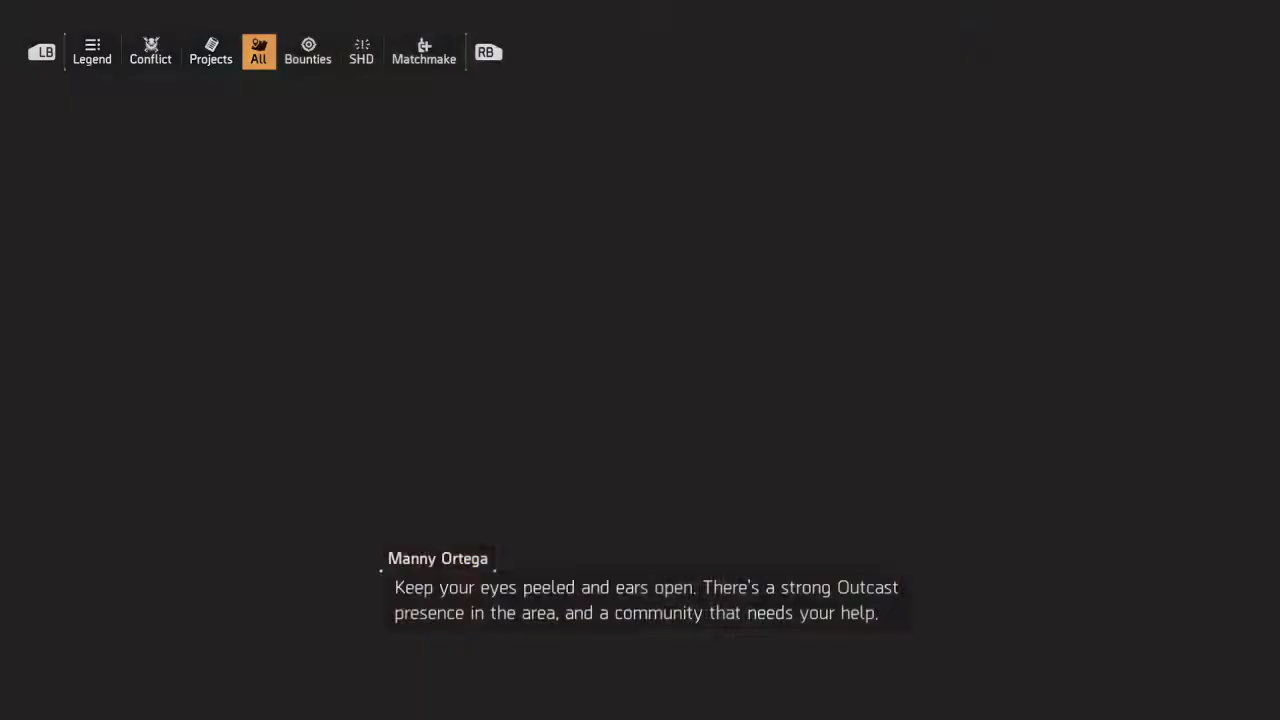 LB Legend Conflict Projects All Bounties SHD Matchmake RB
Manny Ortega
Keep your eyes peeled and ears open. There's a strong Outcast
presence in the area, and a community that needs your help.